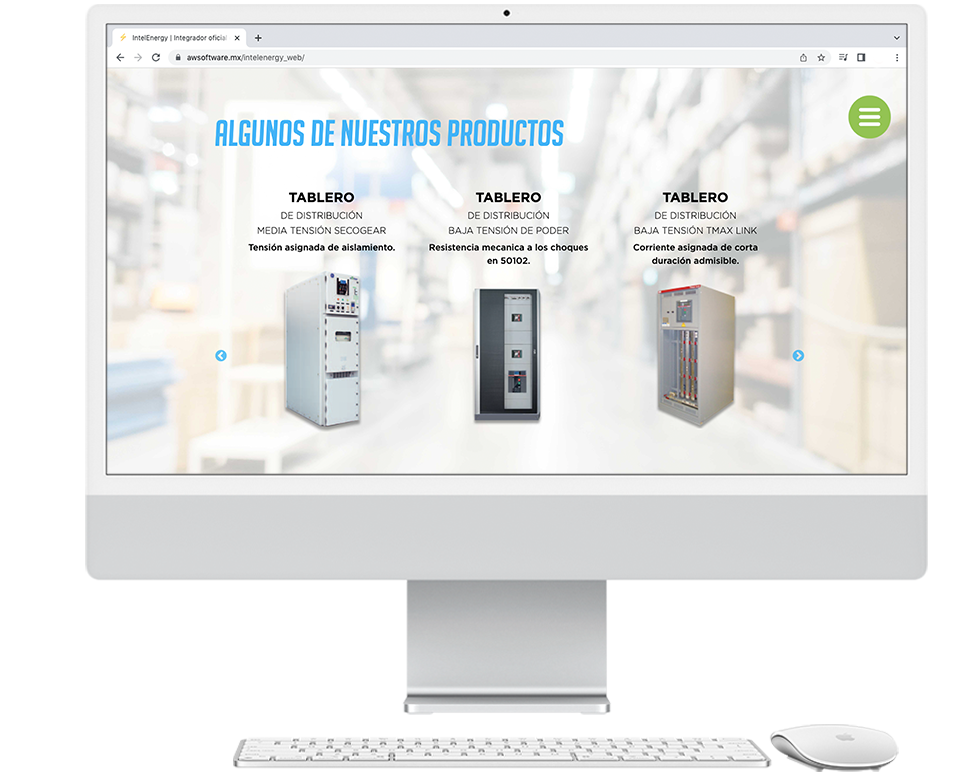 IntelEnergy | Integrador oficial
awsoftware.mx/intelenergy_web/
ALGUNOS DE NUESTROS PRODUCTOS
TABLERO
DE DISTRIBUCIÓN
MEDIA TENSIÓN SECOGEAR
Tensión asignada de aislamiento.
TABLERO
DE DISTRIBUCIÓN
BAJA TENSIÓN DE PODER
Resistencia mecanica a los choques
en 50102.
TABLERO
DE DISTRIBUCIÓN
BAJA TENSIÓN TMAX LINK
Corriente asignada de corta
duración admisible.